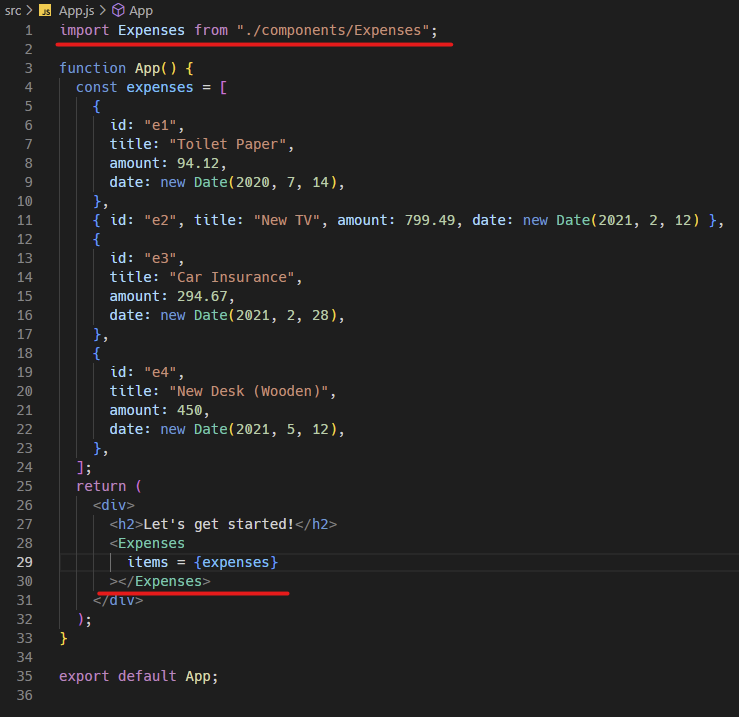 src > JS App.js > App
1 import Expenses from "./components/Expenses";
2
3 function App() {
4 const expenses = [
5 {
6 id: "e1",
7 title: "Toilet Paper",
8 amount: 94.12,
9 date: new Date(2020, 7, 14),
10 },
11 { id: "e2", title: "New TV", amount: 799.49, date: new Date(2021, 2, 12) },
12 {
13 id: "e3",
14 title: "Car Insurance",
15 amount: 294.67,
16 date: new Date(2021, 2, 28),
17 },
18 {
19 id: "e4",
20 title: "New Desk (Wooden)",
21 amount: 450,
22 date: new Date(2021, 5, 12),
23 },
24 ];
25 return (
26 <div>
27 <h2>Let's get started!</h2>
28 <Expenses
29 items = {expenses}
30 ></Expenses>
31 </div>
32 );
33 }
34
35 export default App;
36